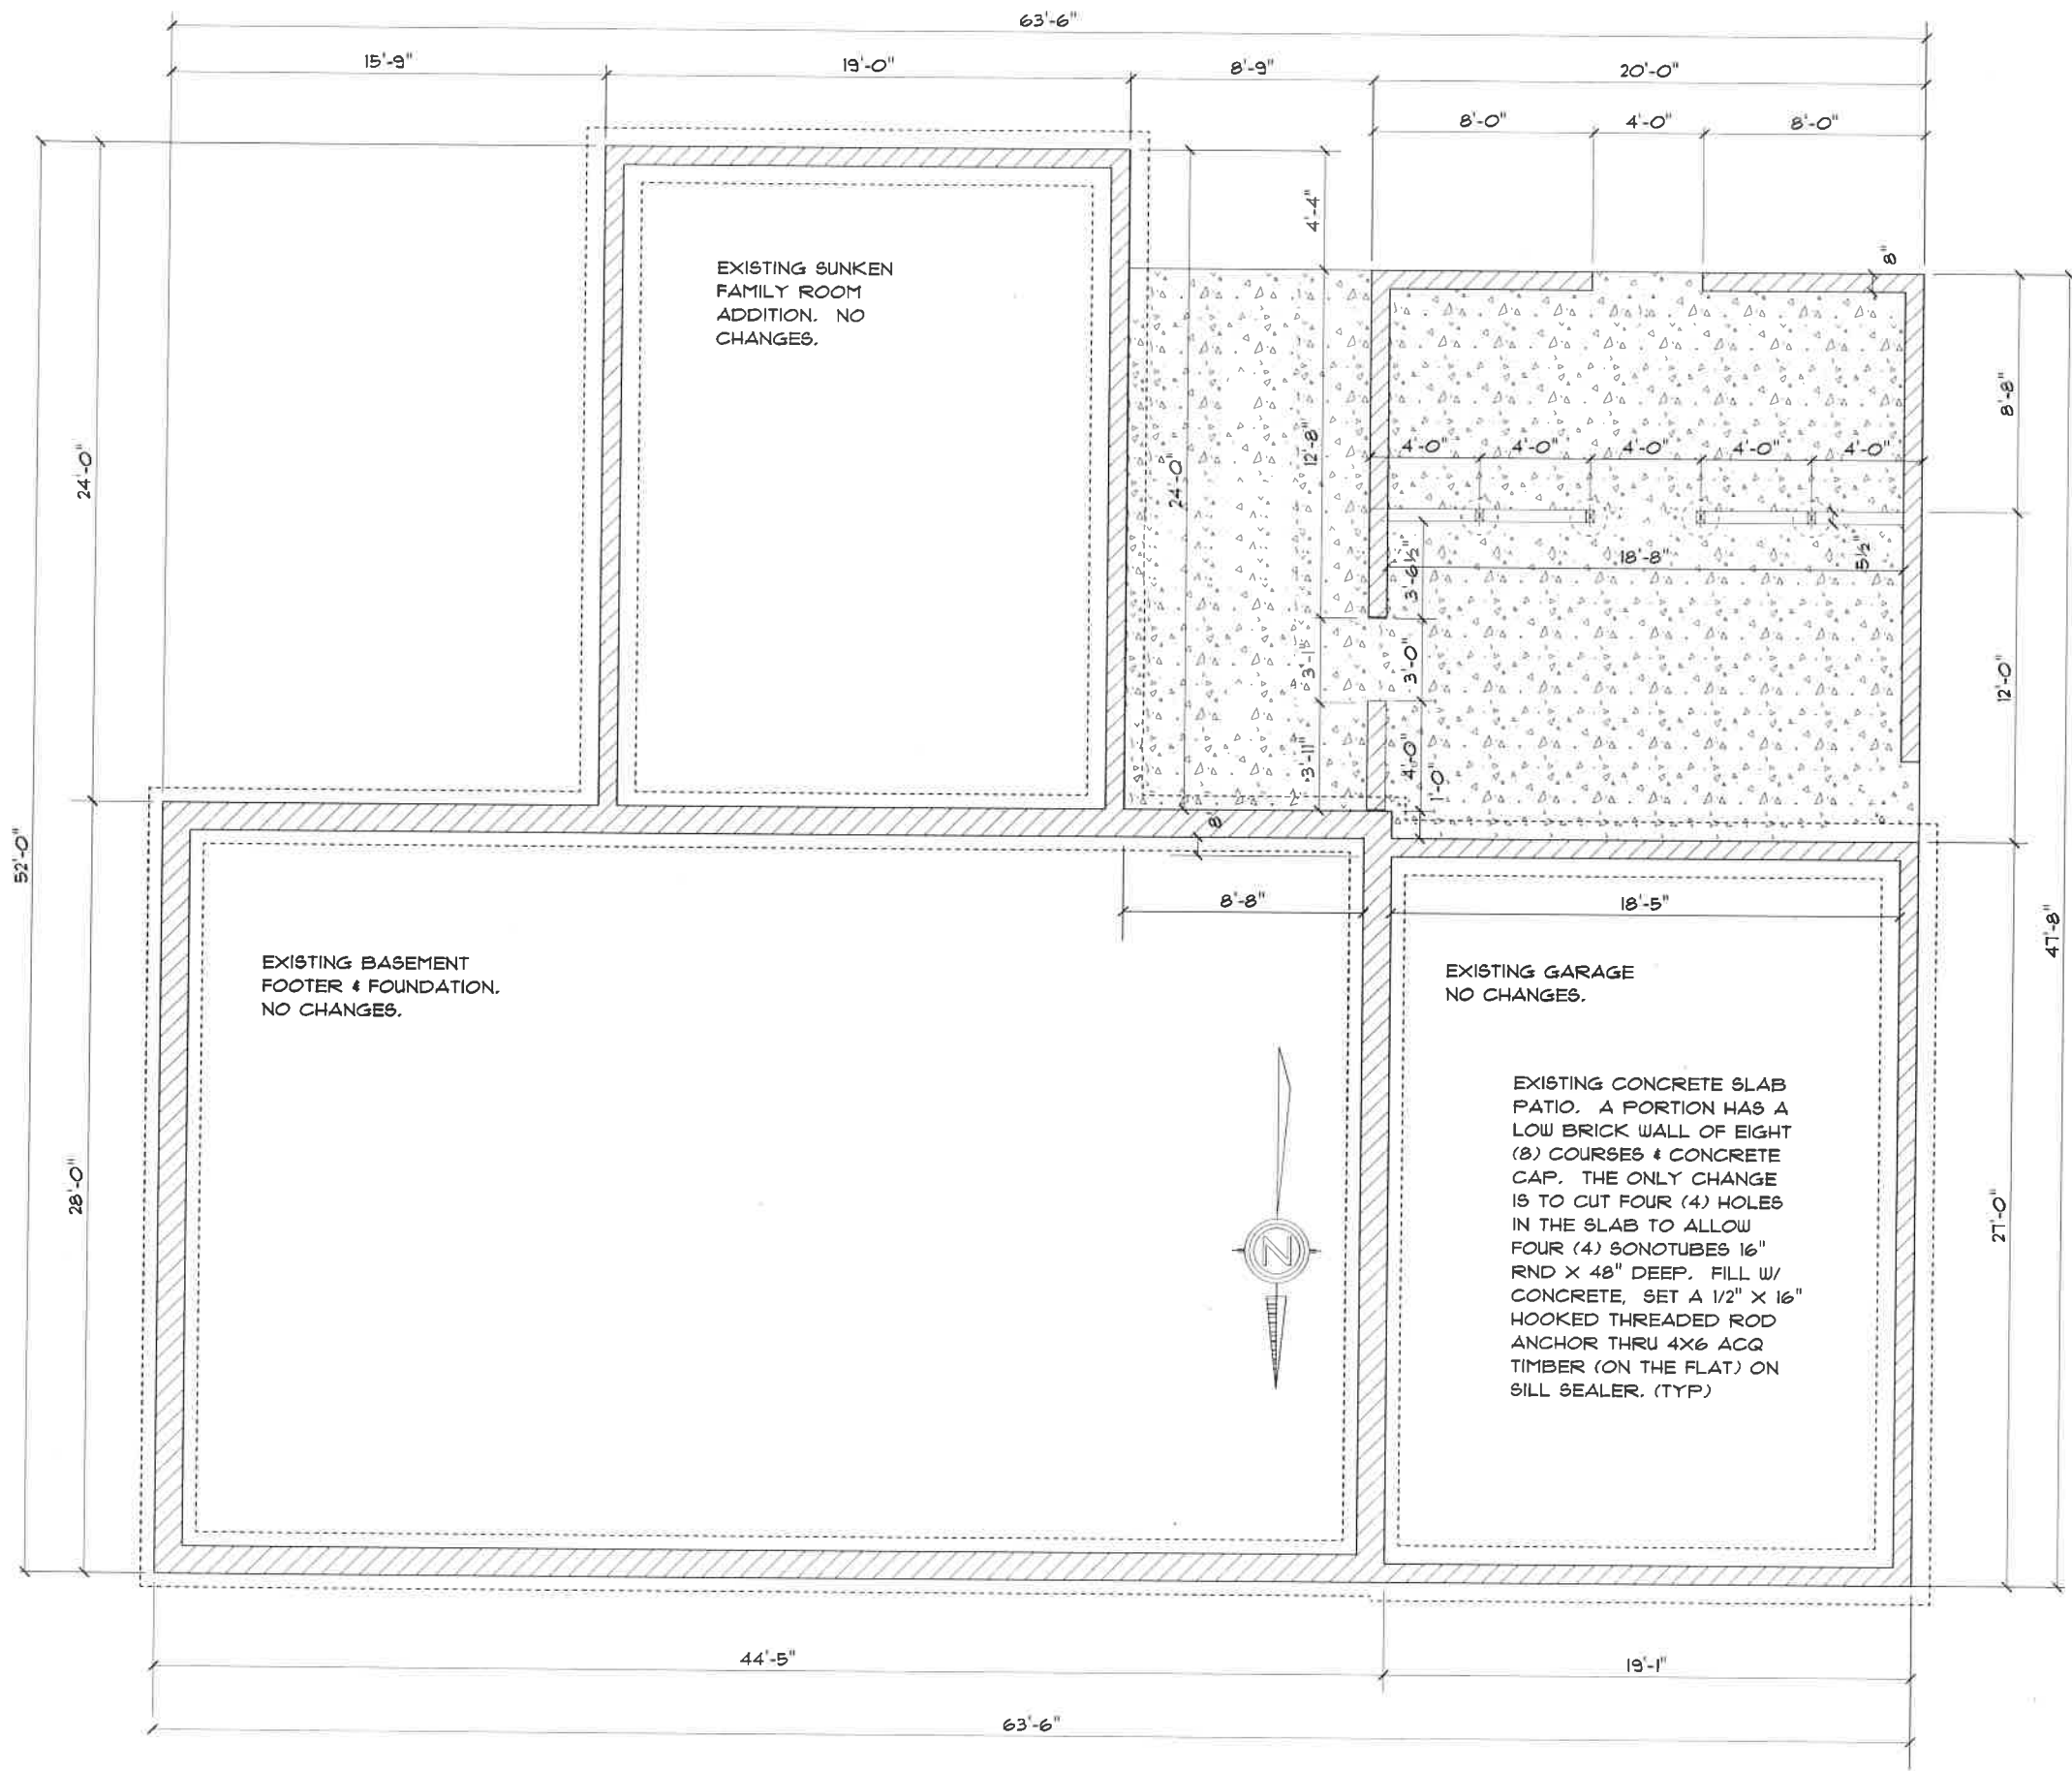 63'-6"
15'-9"
19'-0"
8'-9"
20'-0"
8'-0"
4'-0"
8'-0"
4'-4"
8"
EXISTING SUNKEN
FAMILY ROOM
ADDITION. NO
CHANGES.
24'-0"
24'-0"
12'-8"
8'-8"
4'-0"
4'-0"
4'-0"
4'-0"
4'-0"
3'-6½"
18'-8"
5½"
3'-1"
3'-0"
12'-0"
3'-11"
4'-0"
1'-0"
8"
52'-0"
8'-8"
18'-5"
47'-8"
EXISTING BASEMENT
FOOTER & FOUNDATION.
NO CHANGES.
EXISTING GARAGE
NO CHANGES.
EXISTING CONCRETE SLAB
PATIO. A PORTION HAS A
LOW BRICK WALL OF EIGHT
(8) COURSES & CONCRETE
CAP. THE ONLY CHANGE
IS TO CUT FOUR (4) HOLES
IN THE SLAB TO ALLOW
FOUR (4) SONOTUBES 16"
RND X 48" DEEP. FILL W/
CONCRETE, SET A 1/2" X 16"
HOOKED THREADED ROD
ANCHOR THRU 4X6 ACQ
TIMBER (ON THE FLAT) ON
SILL SEALER. (TYP)
28'-0"
27'-0"
N
44'-5"
19'-1"
63'-6"